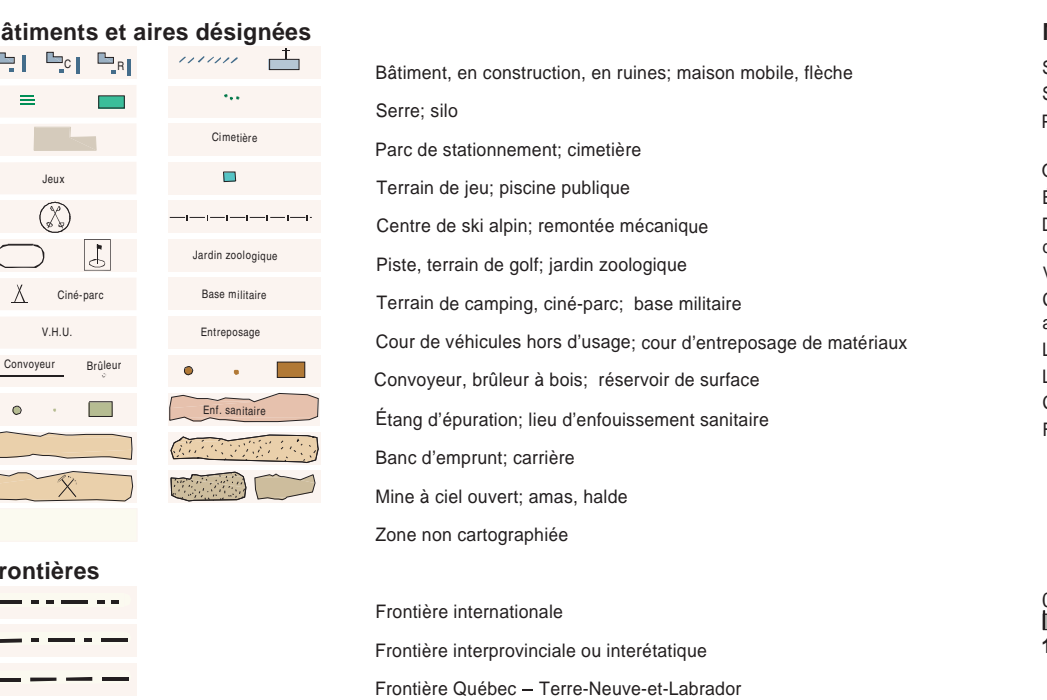 âtiments et aires désignées
C R
Bâtiment, en construction, en ruines; maison mobile, flèche
Serre; silo
Cimetière
Parc de stationnement; cimetière
Jeux
Terrain de jeu; piscine publique
Centre de ski alpin; remontée mécanique
Jardin zoologique
Piste, terrain de golf; jardin zoologique
Ciné-parc Base militaire
Terrain de camping, ciné-parc; base militaire
V.H.U. Entreposage
Cour de véhicules hors d'usage; cour d'entreposage de matériaux
Convoyeur Brûleur
Convoyeur, brûleur à bois; réservoir de surface
Enf. sanitaire
Étang d'épuration; lieu d'enfouissement sanitaire
Banc d'emprunt; carrière
Mine à ciel ouvert; amas, halde
Zone non cartographiée
rontières
Frontière internationale
Frontière interprovinciale ou interétatique
Frontière Québec – Terre-Neuve-et-Labrador